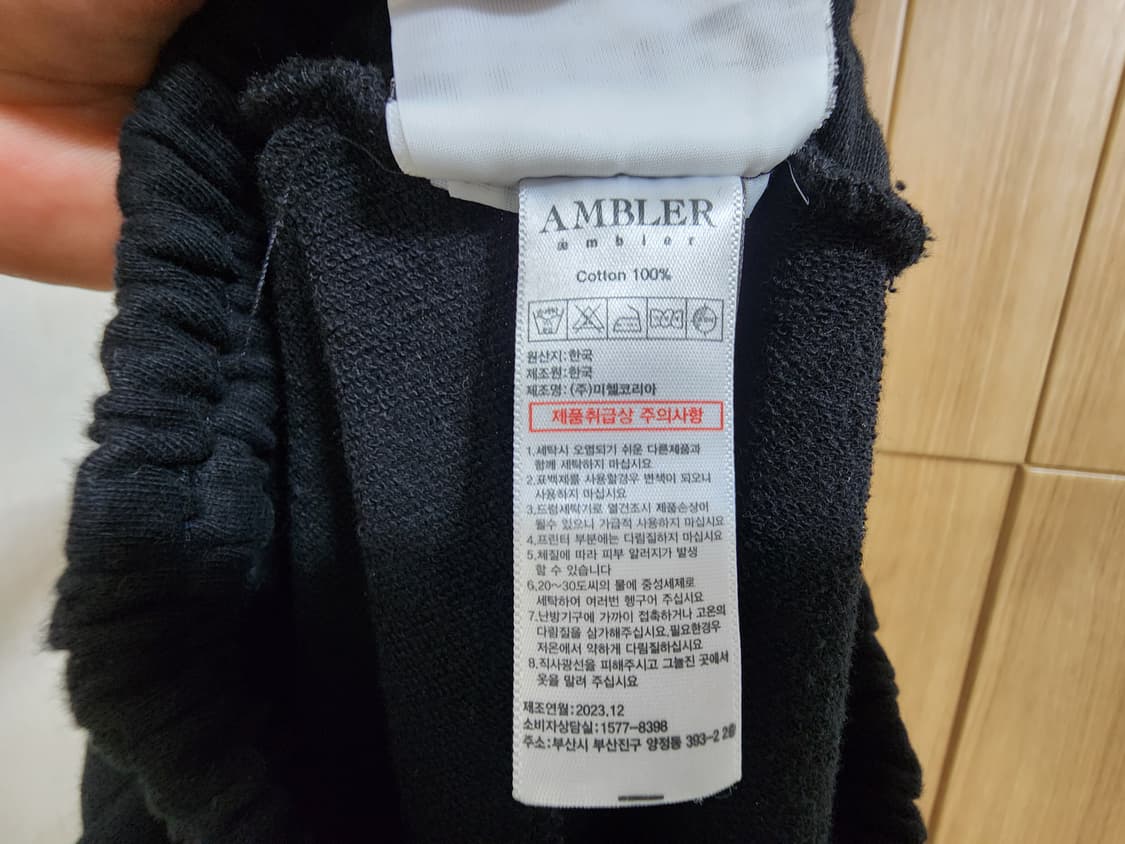 AMBLER
æmbler
Cotton 100%
원산지:한국
제조원:한국
제조명: (주)미헬코리아
제품취급상 주의사항
1.세탁시 오염되기 쉬운 다른제품과
함께 세탁하지 마십시요
2.표백제를 사용할경우 변색이 되오니
사용하지 마십시요
3.드럼세탁기로 열건조시 제품손상이
될수 있으니 가급적 사용하지 마십시요
4.프린터 부분에는 다림질하지 마십시요
5.체질에 따라 피부 알러지가 발생
할 수 있습니다
6.20~30도씨의 물에 중성세제로
세탁하여 여러번 헹구어 주십시요
7.난방기구에 가까이 접촉하거나 고온의
다림질을 삼가해주십시요.필요한경우
저온에서 약하게 다림질하십시요
8.직사광선을 피해주시고 그늘진 곳에서
옷을 말려 주십시요
제조연월:2023.12
소비자상담실:1577-8398
주소:부산시 부산진구 양정동 393-2 2층